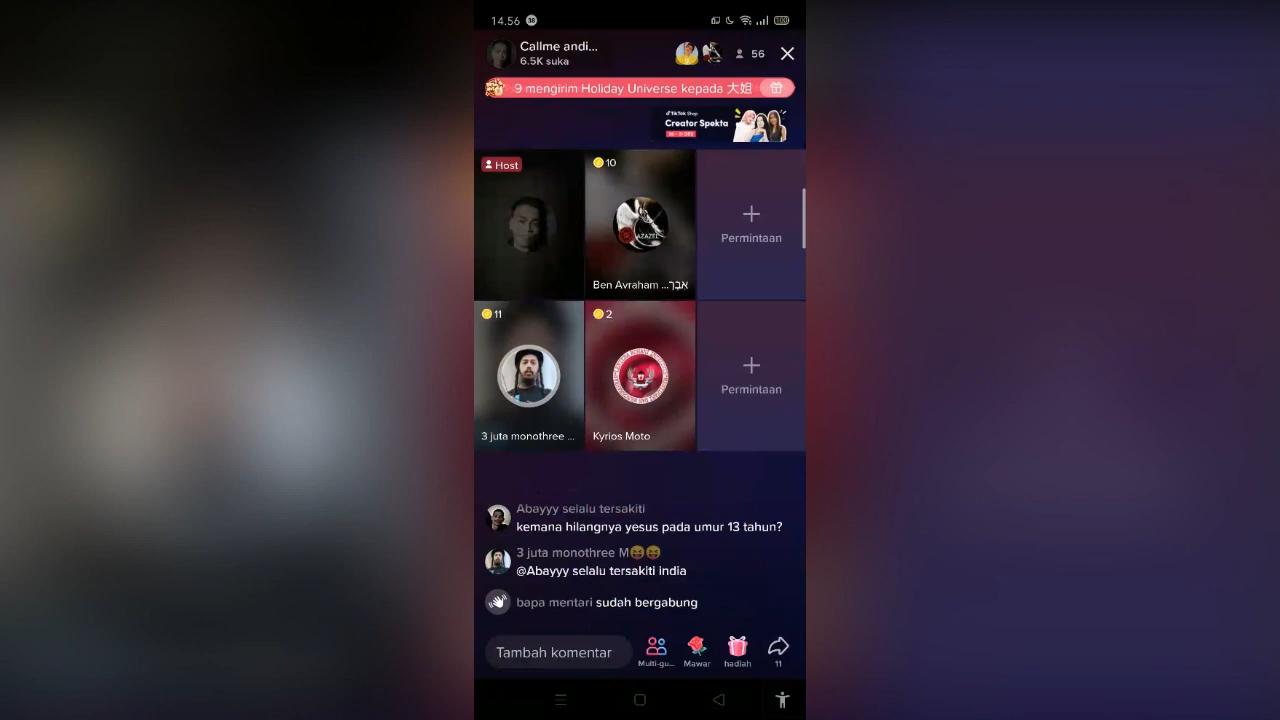 14.56
Callme andi...
6.5K suka
56
9 mengirim Holiday Universe kepada 大姐
TikTok Shop
Creator Spekta
Host
10
AZAZEL
Ben Avraham ...אִבְךָ
Permintaan
11
3 juta monothree ...
2
Kyrios Moto
Permintaan
Abayyy selalu tersakiti
kemana hilangnya yesus pada umur 13 tahun?
3 juta monothree M😝😝
@Abayyy selalu tersakiti india
bapa mentari sudah bergabung
Tambah komentar
Multi-gu...
Mawar
hadiah
11